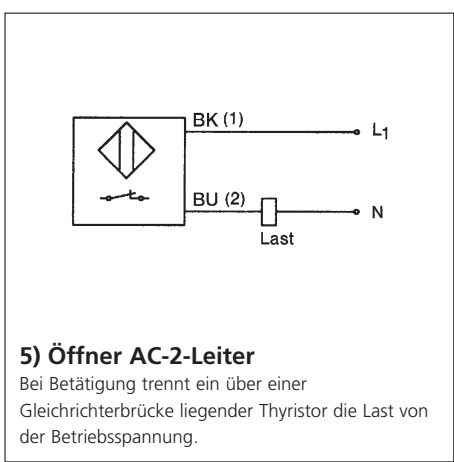 BK (1)
L1
BU (2)
N
Last
5) Öffner AC-2-Leiter
Bei Betätigung trennt ein über einer
Gleichrichterbrücke liegender Thyristor die Last von
der Betriebsspannung.